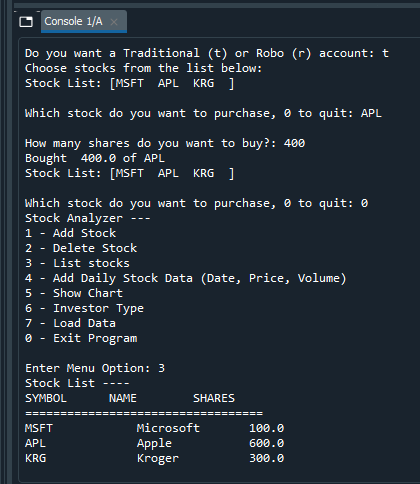 Console 1/A
Do you want a Traditional (t) or Robo (r) account: t
Choose stocks from the list below:
Stock List: [MSFT  APL  KRG  ]
Which stock do you want to purchase, 0 to quit: APL
How many shares do you want to buy?: 400
Bought  400.0 of APL
Stock List: [MSFT  APL  KRG  ]
Which stock do you want to purchase, 0 to quit: 0
Stock Analyzer ---
1 - Add Stock
2 - Delete Stock
3 - List stocks
4 - Add Daily Stock Data (Date, Price, Volume)
5 - Show Chart
6 - Investor Type
7 - Load Data
0 - Exit Program
Enter Menu Option: 3
Stock List ----
SYMBOL      NAME        SHARES
==================================
MSFT            Microsoft       100.0
APL             Apple           600.0
KRG             Kroger          300.0